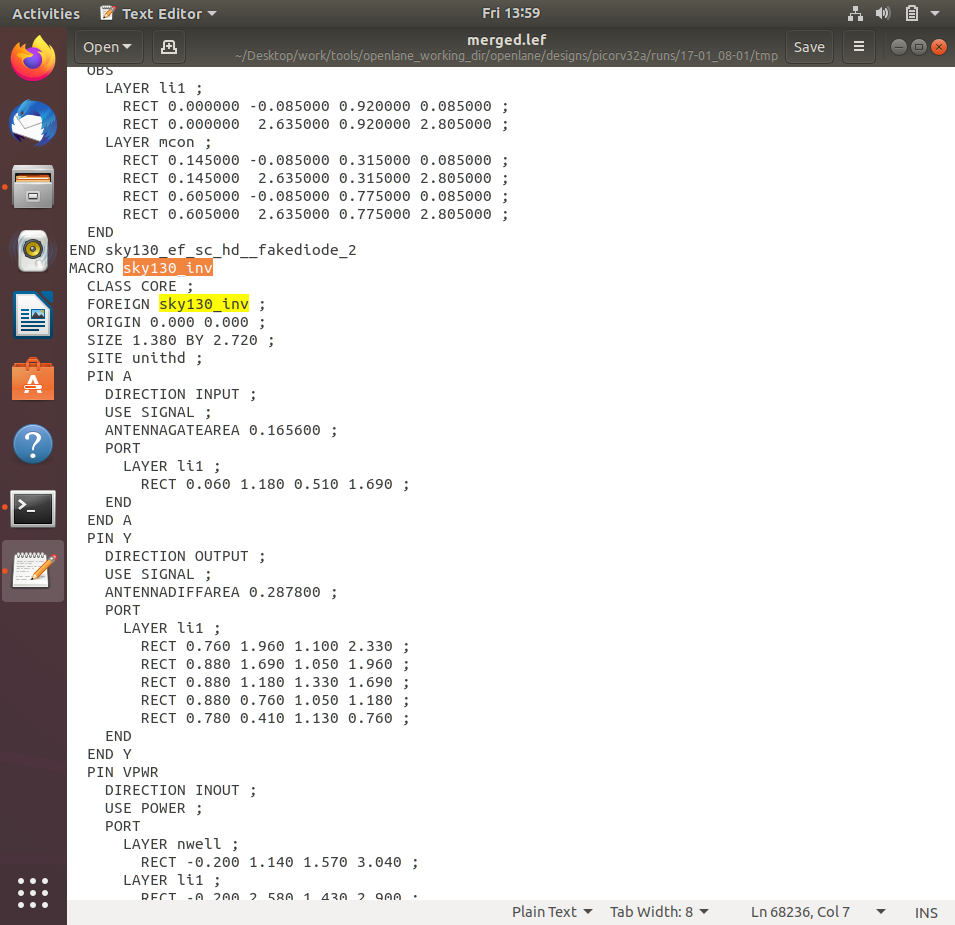 Activities Text Editor Fri 13:59
Open merged.lef Save
~/Desktop/work/tools/openlane_working_dir/openlane/designs/picorv32a/runs/17-01_08-01/tmp
OBS
LAYER li1 ;
RECT 0.000000 -0.085000 0.920000 0.085000 ;
RECT 0.000000  2.635000 0.920000 2.805000 ;
LAYER mcon ;
RECT 0.145000 -0.085000 0.315000 0.085000 ;
RECT 0.145000  2.635000 0.315000 2.805000 ;
RECT 0.605000 -0.085000 0.775000 0.085000 ;
RECT 0.605000  2.635000 0.775000 2.805000 ;
END
END sky130_ef_sc_hd__fakediode_2
MACRO sky130_inv
CLASS CORE ;
FOREIGN sky130_inv ;
ORIGIN 0.000 0.000 ;
SIZE 1.380 BY 2.720 ;
SITE unithd ;
PIN A
DIRECTION INPUT ;
USE SIGNAL ;
ANTENNAGATEAREA 0.165600 ;
PORT
LAYER li1 ;
RECT 0.060 1.180 0.510 1.690 ;
END
END A
PIN Y
DIRECTION OUTPUT ;
USE SIGNAL ;
ANTENNADIFFAREA 0.287800 ;
PORT
LAYER li1 ;
RECT 0.760 1.960 1.100 2.330 ;
RECT 0.880 1.690 1.050 1.960 ;
RECT 0.880 1.180 1.330 1.690 ;
RECT 0.880 0.760 1.050 1.180 ;
RECT 0.780 0.410 1.130 0.760 ;
END
END Y
PIN VPWR
DIRECTION INOUT ;
USE POWER ;
PORT
LAYER nwell ;
RECT -0.200 1.140 1.570 3.040 ;
LAYER li1 ;
RECT -0.200 2.580 1.430 2.900 ;
Plain Text Tab Width: 8 Ln 68236, Col 7 INS